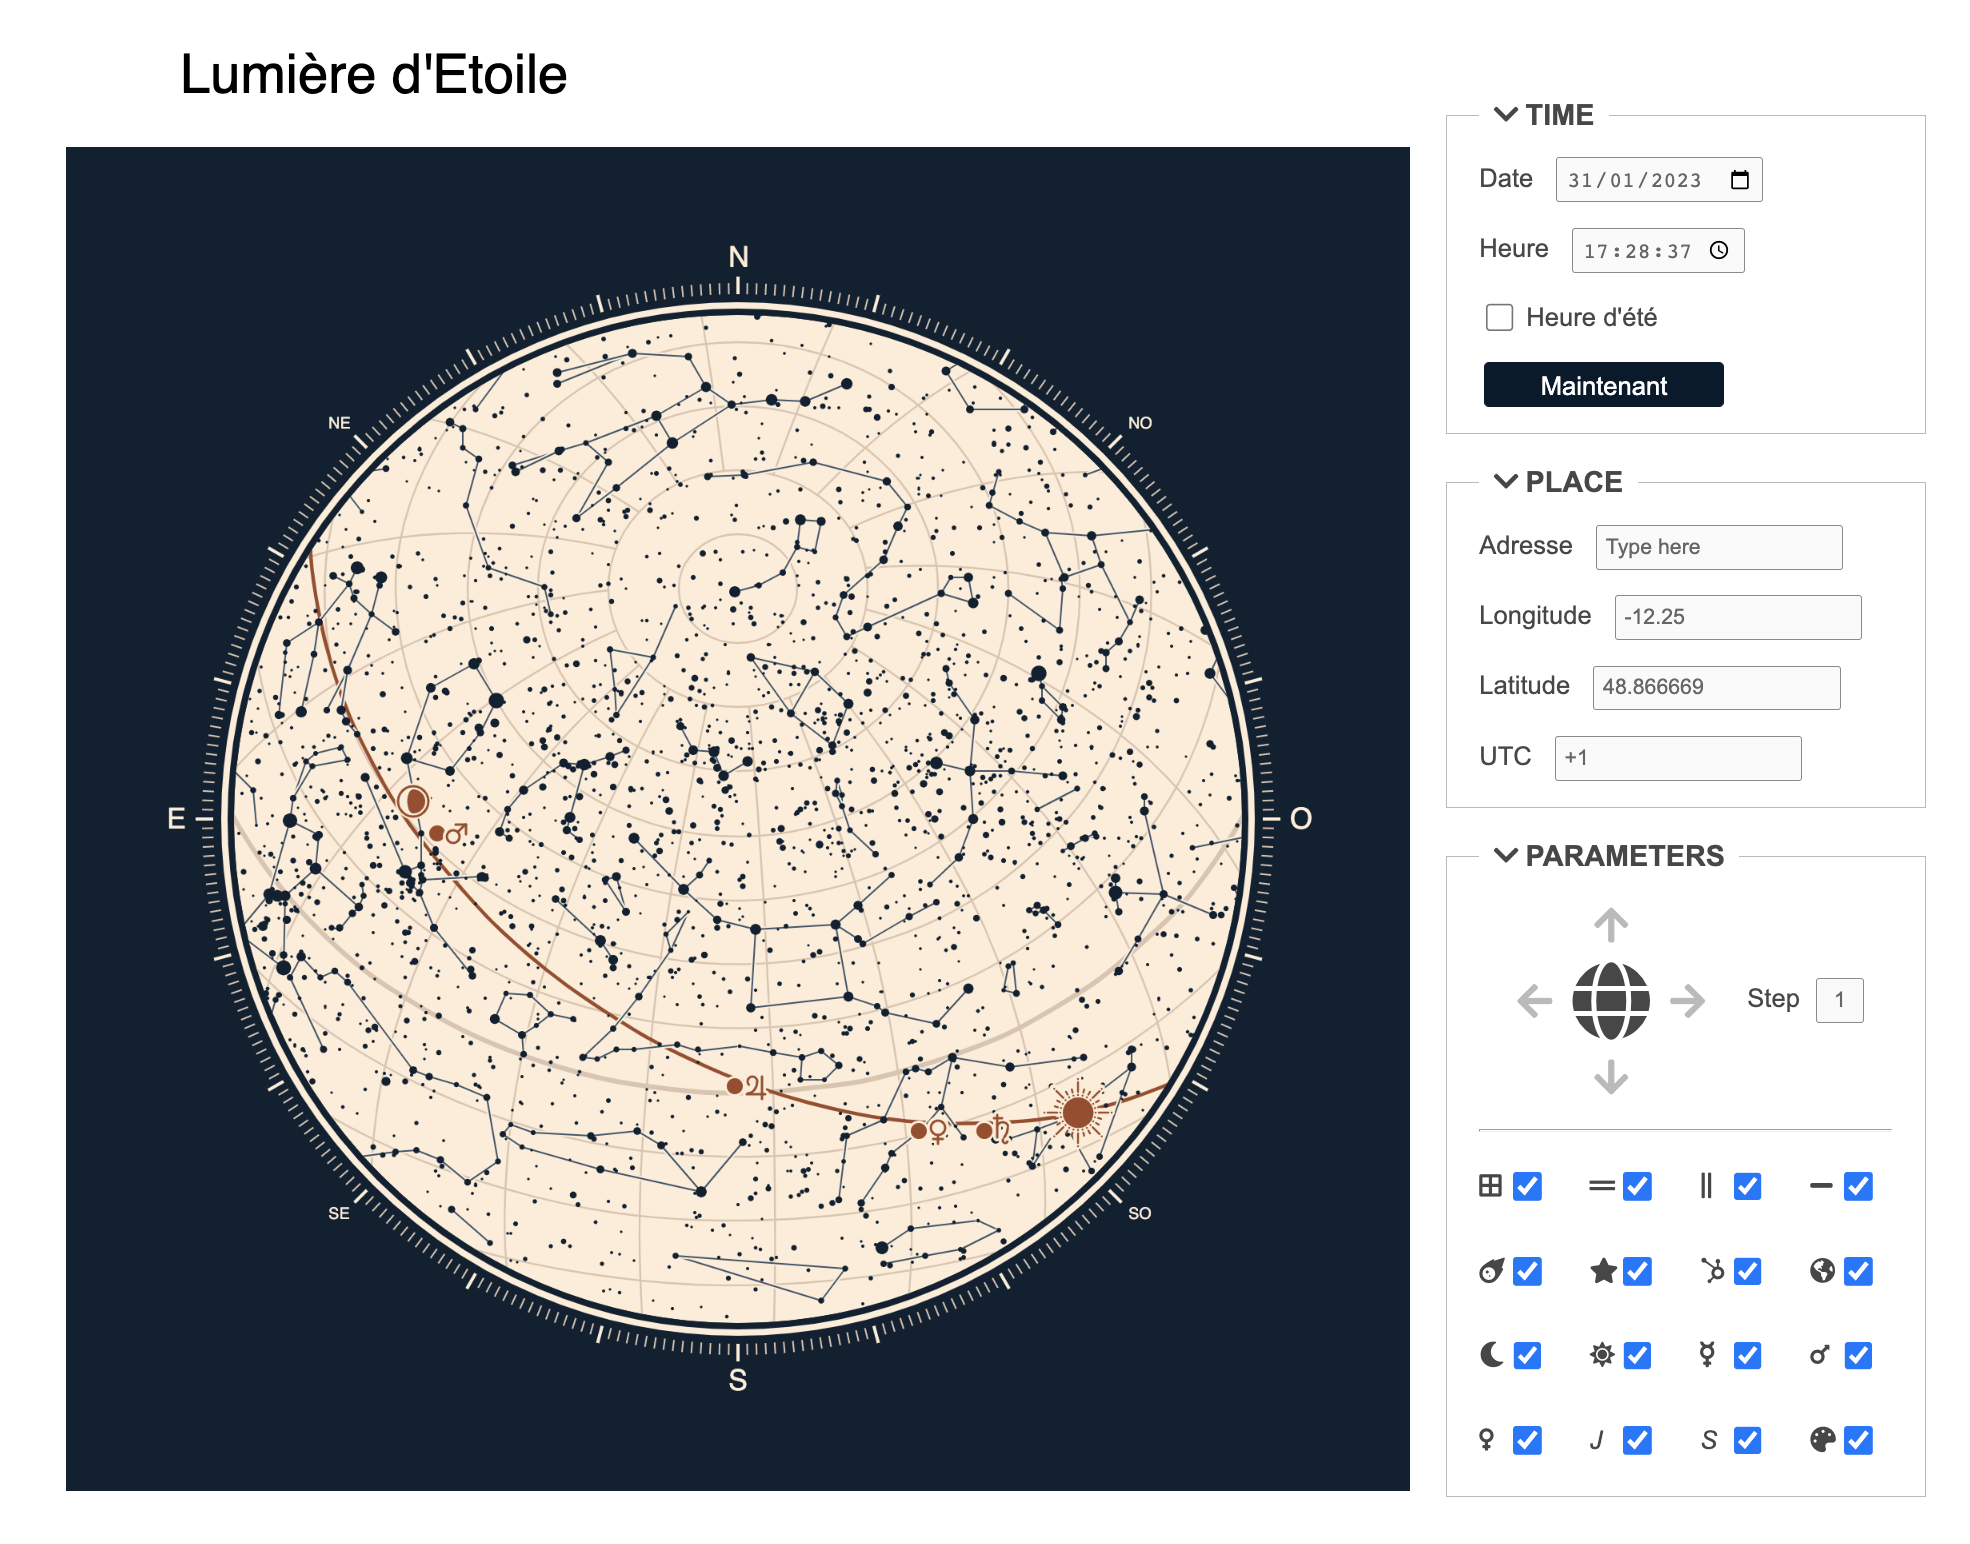 Lumière d'Etoile
N
NE
NO
E
O
SE
SO
S
TIME
Date 31/01/2023
Heure 17:28:37
Heure d'été
Maintenant
PLACE
Adresse Type here
Longitude -12.25
Latitude 48.866669
UTC +1
PARAMETERS
Step 1
J S